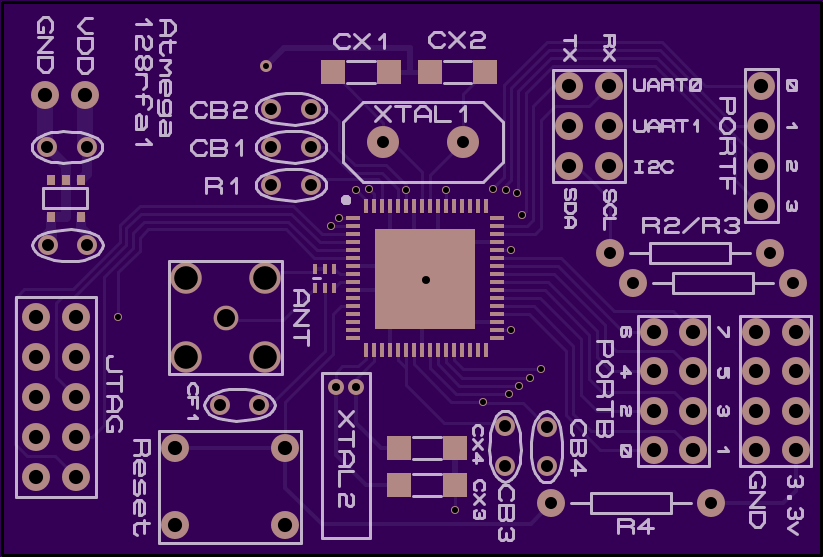 GND
VDD
Atmega
128rfa1
CX1
CX2
TX
RX
CB2
CB1
R1
XTAL1
UART0
UART1
I2C
SDA
SCL
PORTF
0
1
2
3
R2/R3
ANT
JTAG
CF1
Reset
XTAL2
CX4
CX3
CB3
CB4
PORTB
6
4
2
0
7
5
3
1
R4
GND
3.3v